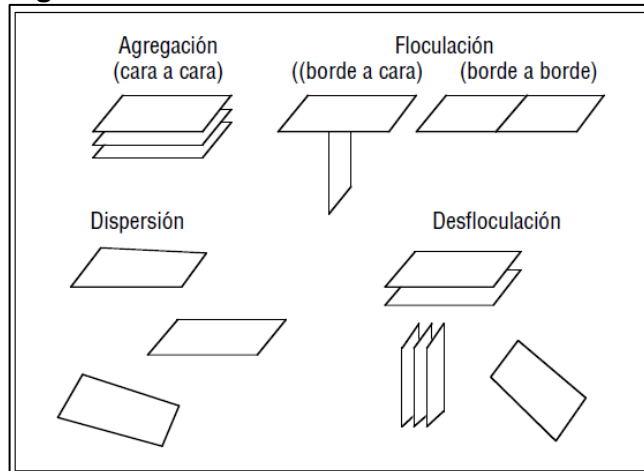 Agregación
(cara a cara)
Floculación
((borde a cara)
(borde a borde)
Dispersión
Desfloculación